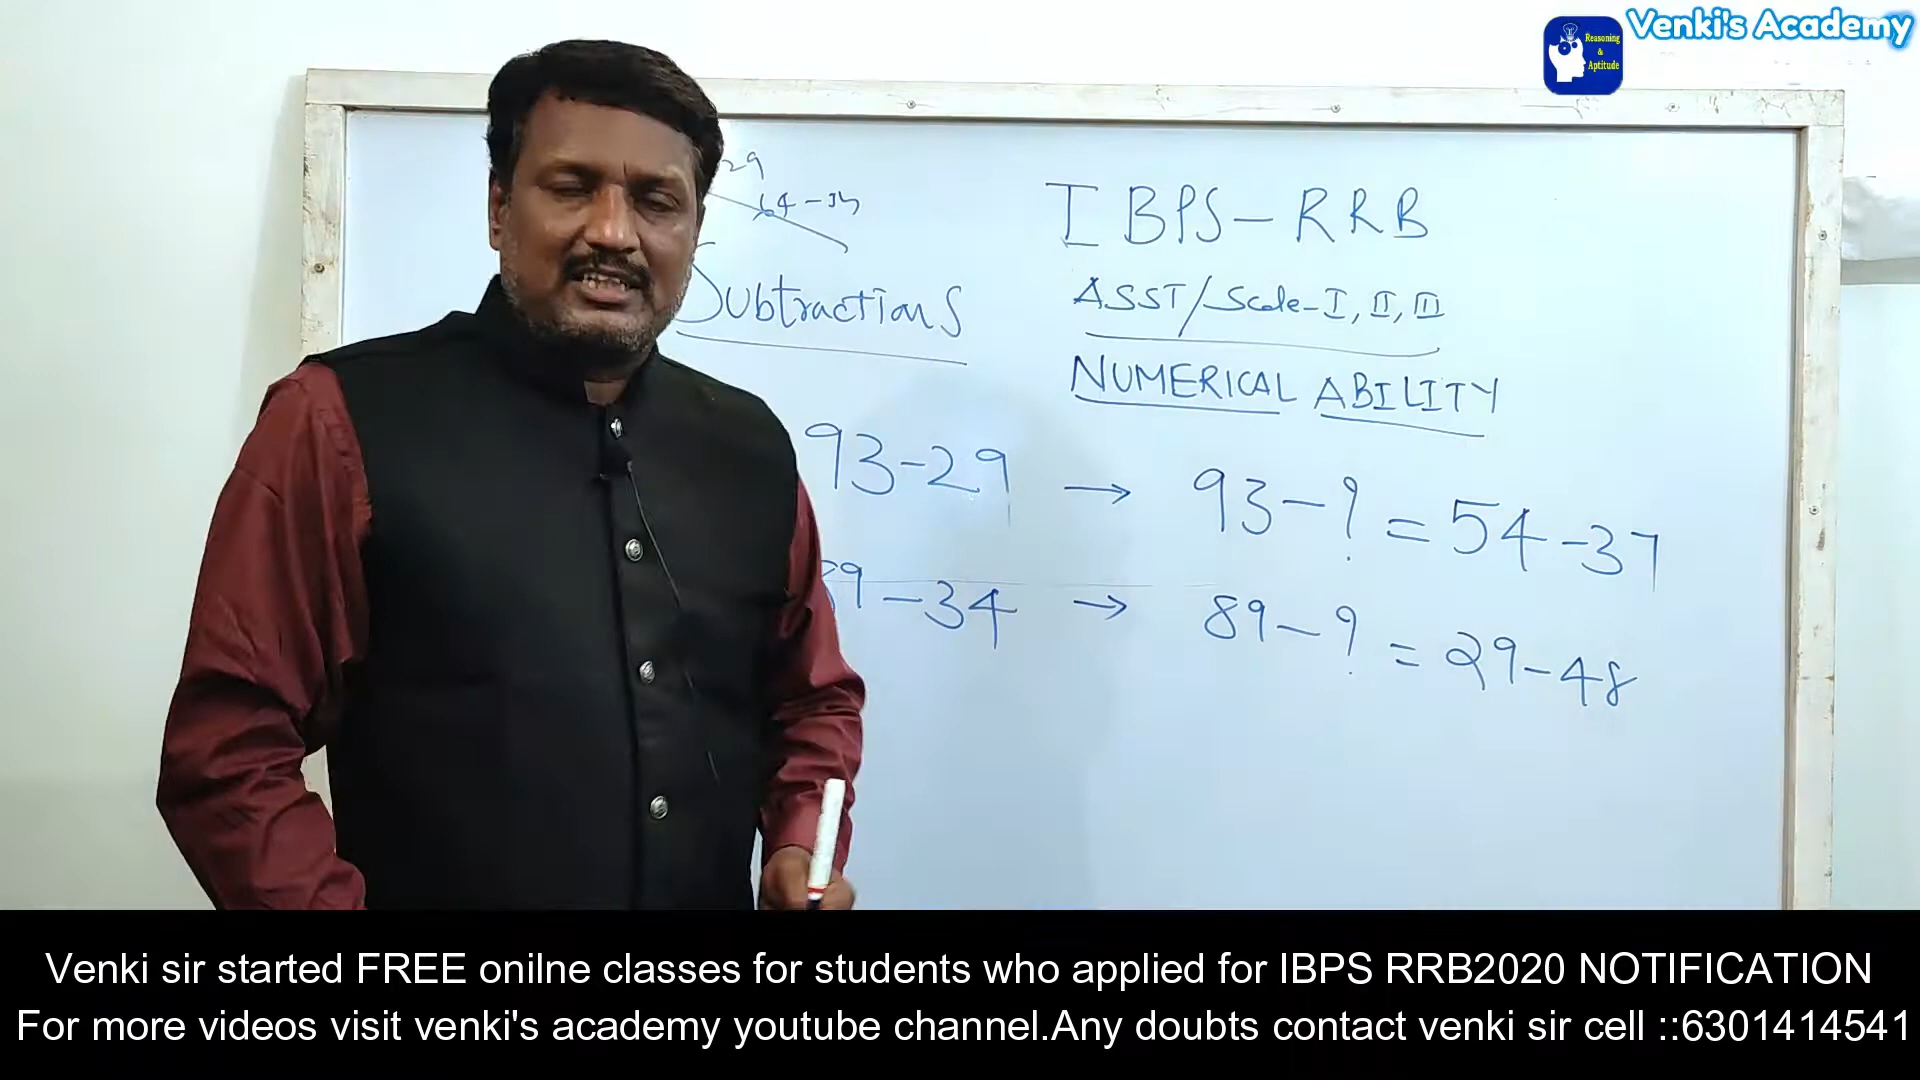 Venki's Academy
Reasoning
&
Aptitude
29
64-34
IBPS-RRB
Subtractions
ASST/Scale-I, II, III
NUMERICAL ABILITY
93-29 → 93-? = 54-37
89-34 → 89-? = 29-48
Venki sir started FREE onilne classes for students who applied for IBPS RRB2020 NOTIFICATION
For more videos visit venki's academy youtube channel.Any doubts contact venki sir cell ::6301414541